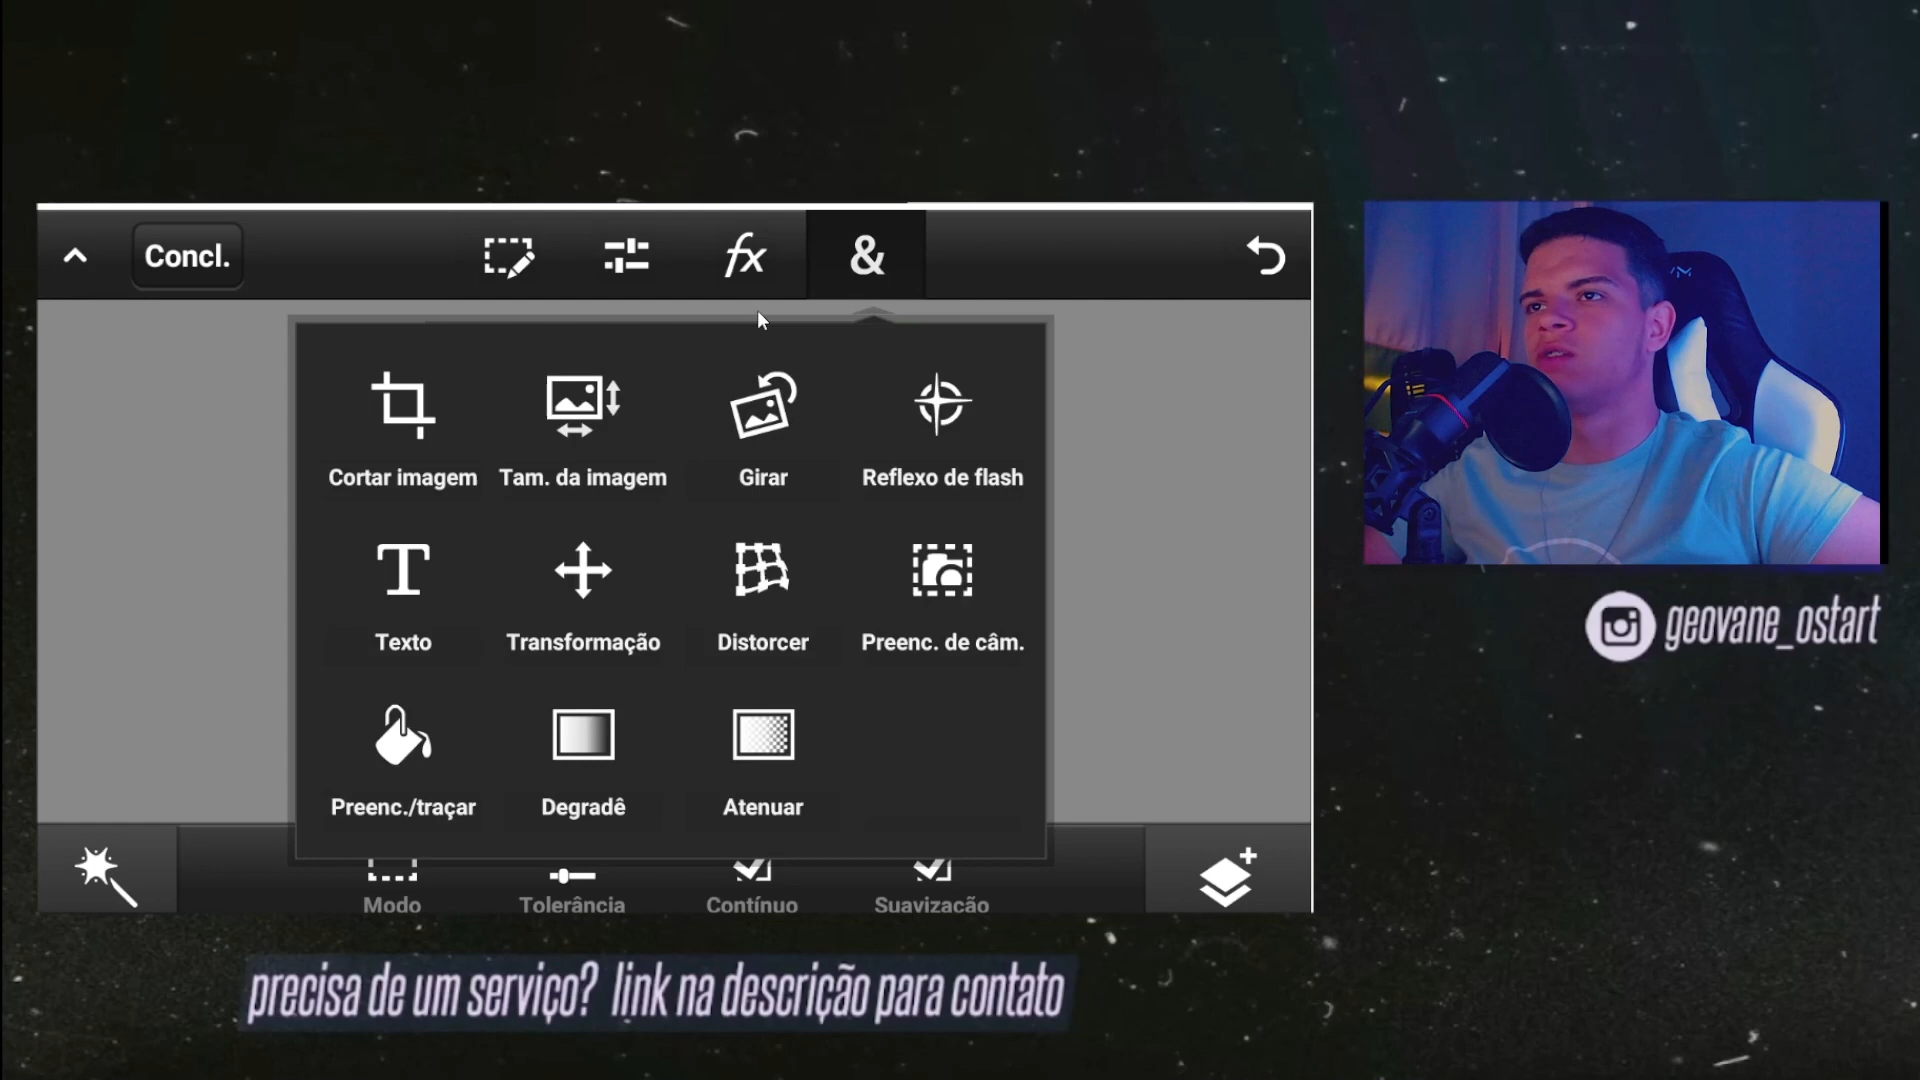 Concl.
fx
&
Cortar imagem
Tam. da imagem
Girar
Reflexo de flash
T
Texto
Transformação
Distorcer
Preenc. de câm.
Preenc./traçar
Degradê
Atenuar
Modo
Tolerância
Contínuo
Suavização
geovane_ostart
precisa de um serviço? link na descrição para contato